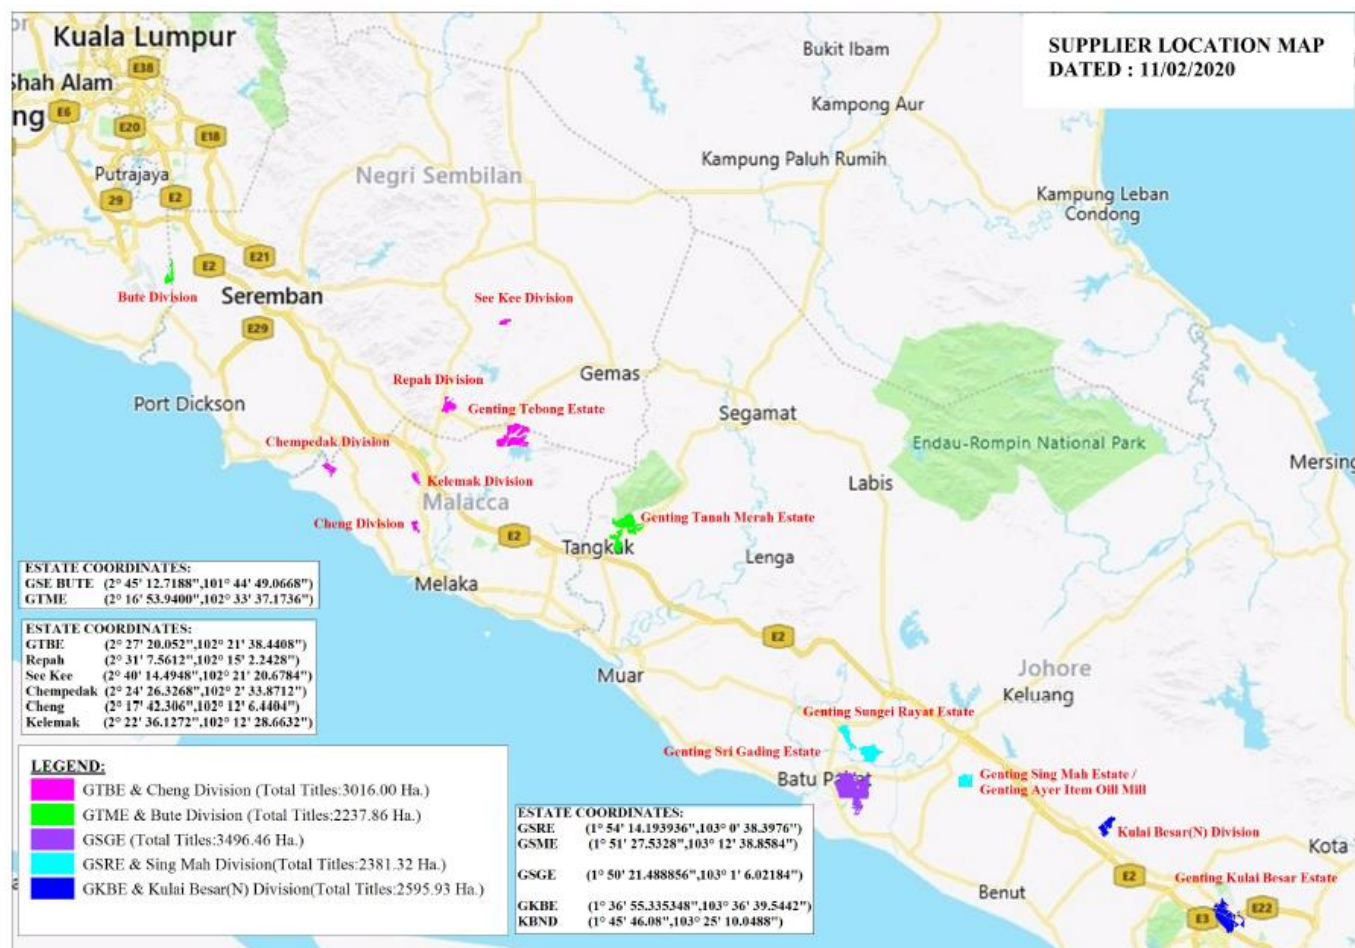 Kuala Lumpur
Bukit Ibam
SUPPLIER LOCATION MAP
DATED : 11/02/2020
E38
Shah Alam
Kampong Aur
ng
E6
E20
E18
Kampung Paluh Rumih
Putrajaya
Negri Sembilan
29
E2
Kampung Leban
Condong
E2
E21
Bute Division
Seremban
See Kee Division
E29
Repah Division
Gemas
Port Dickson
Genting Tebong Estate
Segamat
Chempedak Division
Endau-Rompin National Park
Mersing
Kelemak Division
Labis
Malacca
Cheng Division
Genting Tanah Merah Estate
E2
Tangkak
Lenga
Melaka
ESTATE COORDINATES:
GSE BUTE (2° 45' 12.7188",101° 44' 49.0668")
GTME (2° 16' 53.9400",102° 33' 37.1736")
ESTATE COORDINATES:
GTBE (2° 27' 20.052",102° 21' 38.4408")
Repah (2° 31' 7.5612",102° 15' 2.2428")
See Kee (2° 40' 14.4948",102° 21' 20.6784")
Chempedak (2° 24' 26.3268",102° 2' 33.8712")
Cheng (2° 17' 42.306",102° 12' 6.4404")
Kelemak (2° 22' 36.1272",102° 12' 28.6632")
E2
Muar
Johore
Keluang
Genting Sungei Rayat Estate
Genting Sri Gading Estate
Batu Pahat
Genting Sing Mah Estate /
Genting Ayer Item Oill Mill
LEGEND:
GTBE & Cheng Division (Total Titles:3016.00 Ha.)
GTME & Bute Division (Total Titles:2237.86 Ha.)
GSGE (Total Titles:3496.46 Ha.)
GSRE & Sing Mah Division(Total Titles:2381.32 Ha.)
GKBE & Kulai Besar(N) Division(Total Titles:2595.93 Ha.)
ESTATE COORDINATES:
GSRE (1° 54' 14.193936",103° 0' 38.3976")
GSME (1° 51' 27.5328",103° 12' 38.8584")
GSGE (1° 50' 21.488856",103° 1' 6.02184")
GKBE (1° 36' 55.335348",103° 36' 39.5442")
KBND (1° 45' 46.08",103° 25' 10.0488")
Kulai Besar(N) Division
Kota
E2
Genting Kulai Besar Estate
Benut
E3
E22